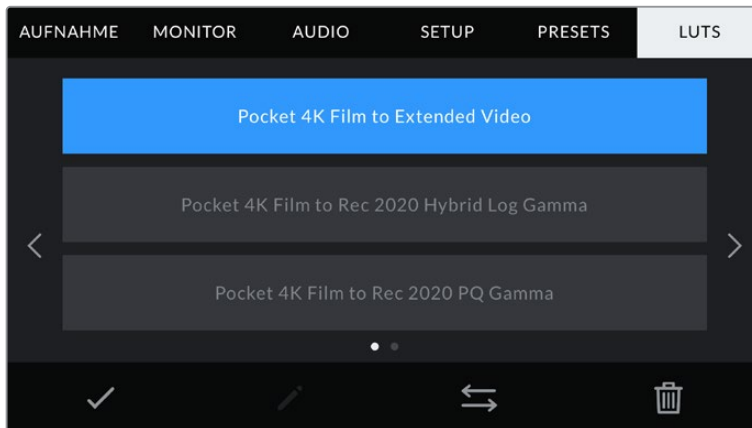 AUFNAHME MONITOR AUDIO SETUP PRESETS LUTS
Pocket 4K Film to Extended Video
Pocket 4K Film to Rec 2020 Hybrid Log Gamma
Pocket 4K Film to Rec 2020 PQ Gamma